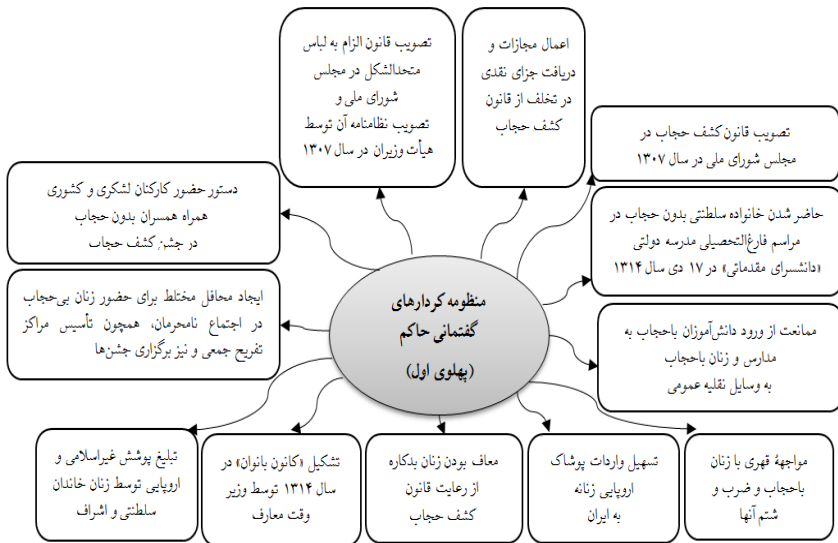 تصویب قانون الزام به لباس
متحدالشکل در مجلس
شورای ملی و
تصویب نظامنامه آن توسط
هیأت وزیران در سال ۱۳۰۷
اعمال مجازات و
دریافت جزای نقدی
در تخلف از قانون
کشف حجاب
تصویب قانون کشف حجاب در
مجلس شورای ملی در سال ۱۳۰۷
حاضر شدن خانواده سلطنتی بدون حجاب در
مراسم فارغ‌التحصیلی مدرسه دولتی
«دانشسرای مقدماتی» در ۱۷ دی سال ۱۳۱۴
ممانعت از ورود دانش‌آموزان باحجاب به
مدارس و زنان باحجاب
به وسایل نقلیه عمومی
دستور حضور کارکنان لشکری و کشوری
همراه همسران بدون حجاب
در جشن کشف حجاب
ایجاد محافل مختلط برای حضور زنان بی‌حجاب
در اجتماع نامحرمان، همچون تأسیس مراکز
تفریح جمعی و نیز برگزاری جشن‌ها
منظومه کردارهای
گفتمانی حاکم
(پهلوی اول)
مواجهۀ قهری با زنان
باحجاب و ضرب و
شتم آنها
تسهیل واردات پوشاک
اروپایی زنانه
به ایران
معاف بودن زنان بدکاره
از رعایت قانون
کشف حجاب
تشکیل «کانون بانوان» در
سال ۱۳۱۴ توسط وزیر
وقت معارف
تبلیغ پوشش غیراسلامی و
اروپایی توسط زنان خاندان
سلطنتی و اشراف